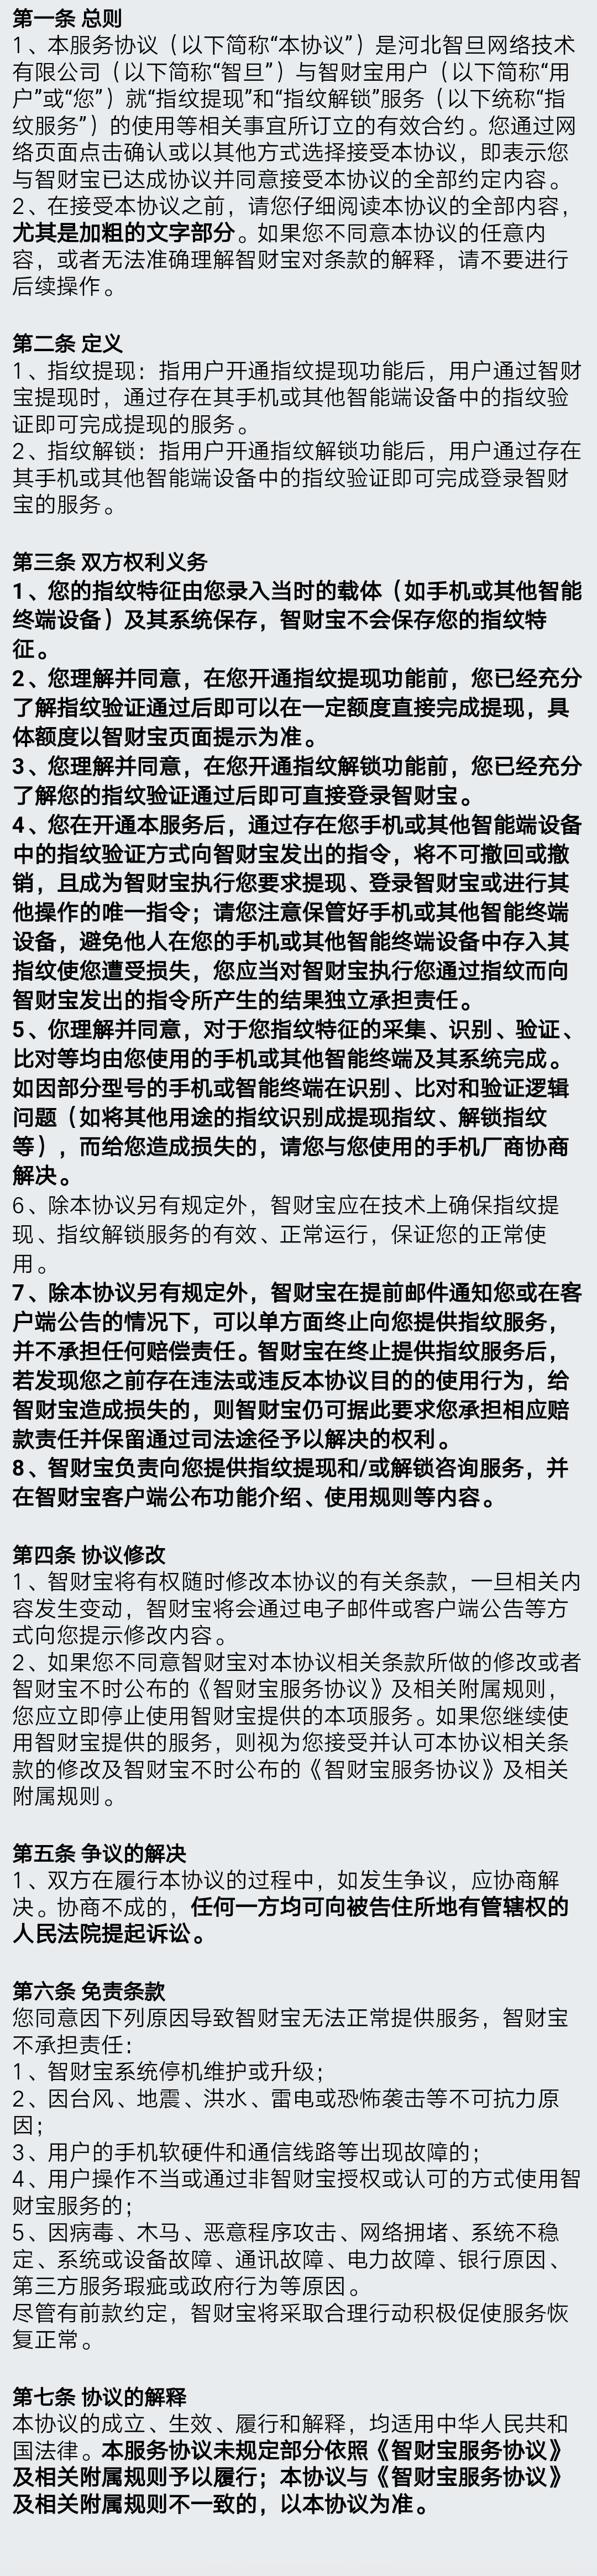 第一条 总则
1、本服务协议（以下简称“本协议”）是河北智旦网络技术
有限公司（以下简称“智旦”）与智财宝用户（以下简称“用
户”或“您”）就“指纹提现”和“指纹解锁”服务（以下统称“指
纹服务”）的使用等相关事宜所订立的有效合约。您通过网
络页面点击确认或以其他方式选择接受本协议，即表示您
与智财宝已达成协议并同意接受本协议的全部约定内容。
2、在接受本协议之前，请您仔细阅读本协议的全部内容，
尤其是加粗的文字部分。如果您不同意本协议的任意内
容，或者无法准确理解智财宝对条款的解释，请不要进行
后续操作。
第二条 定义
1、指纹提现：指用户开通指纹提现功能后，用户通过智财
宝提现时，通过存在其手机或其他智能端设备中的指纹验
证即可完成提现的服务。
2、指纹解锁：指用户开通指纹解锁功能后，用户通过存在
其手机或其他智能端设备中的指纹验证即可完成登录智财
宝的服务。
第三条 双方权利义务
1、您的指纹特征由您录入当时的载体（如手机或其他智能
终端设备）及其系统保存，智财宝不会保存您的指纹特
征。
2、您理解并同意，在您开通指纹提现功能前，您已经充分
了解指纹验证通过后即可以在一定额度直接完成提现，具
体额度以智财宝页面提示为准。
3、您理解并同意，在您开通指纹解锁功能前，您已经充分
了解您的指纹验证通过后即可直接登录智财宝。
4、您在开通本服务后，通过存在您手机或其他智能端设备
中的指纹验证方式向智财宝发出的指令，将不可撤回或撤
销，且成为智财宝执行您要求提现、登录智财宝或进行其
他操作的唯一指令；请您注意保管好手机或其他智能终端
设备，避免他人在您的手机或其他智能终端设备中存入其
指纹使您遭受损失，您应当对智财宝执行您通过指纹而向
智财宝发出的指令所产生的结果独立承担责任。
5、你理解并同意，对于您指纹特征的采集、识别、验证、
比对等均由您使用的手机或其他智能终端及其系统完成。
如因部分型号的手机或智能终端在识别、比对和验证逻辑
问题（如将其他用途的指纹识别成提现指纹、解锁指纹
等），而给您造成损失的，请您与您使用的手机厂商协商
解决。
6、除本协议另有规定外，智财宝应在技术上确保指纹提
现、指纹解锁服务的有效、正常运行，保证您的正常使
用。
7、除本协议另有规定外，智财宝在提前邮件通知您或在客
户端公告的情况下，可以单方面终止向您提供指纹服务，
并不承担任何赔偿责任。智财宝在终止提供指纹服务后，
若发现您之前存在违法或违反本协议目的的使用行为，给
智财宝造成损失的，则智财宝仍可据此要求您承担相应赔
款责任并保留通过司法途径予以解决的权利。
8、智财宝负责向您提供指纹提现和/或解锁咨询服务，并
在智财宝客户端公布功能介绍、使用规则等内容。
第四条 协议修改
1、智财宝将有权随时修改本协议的有关条款，一旦相关内
容发生变动，智财宝将会通过电子邮件或客户端公告等方
式向您提示修改内容。
2、如果您不同意智财宝对本协议相关条款所做的修改或者
智财宝不时公布的《智财宝服务协议》及相关附属规则，
您应立即停止使用智财宝提供的本项服务。如果您继续使
用智财宝提供的服务，则视为您接受并认可本协议相关条
款的修改及智财宝不时公布的《智财宝服务协议》及相关
附属规则。
第五条 争议的解决
1、双方在履行本协议的过程中，如发生争议，应协商解
决。协商不成的，任何一方均可向被告住所地有管辖权的
人民法院提起诉讼。
第六条 免责条款
您同意因下列原因导致智财宝无法正常提供服务，智财宝
不承担责任：
1、智财宝系统停机维护或升级；
2、因台风、地震、洪水、雷电或恐怖袭击等不可抗力原
因；
3、用户的手机软硬件和通信线路等出现故障的；
4、用户操作不当或通过非智财宝授权或认可的方式使用智
财宝服务的；
5、因病毒、木马、恶意程序攻击、网络拥堵、系统不稳
定、系统或设备故障、通讯故障、电力故障、银行原因、
第三方服务瑕疵或政府行为等原因。
尽管有前款约定，智财宝将采取合理行动积极促使服务恢
复正常。
第七条 协议的解释
本协议的成立、生效、履行和解释，均适用中华人民共和
国法律。本服务协议未规定部分依照《智财宝服务协议》
及相关附属规则予以履行；本协议与《智财宝服务协议》
及相关附属规则不一致的，以本协议为准。